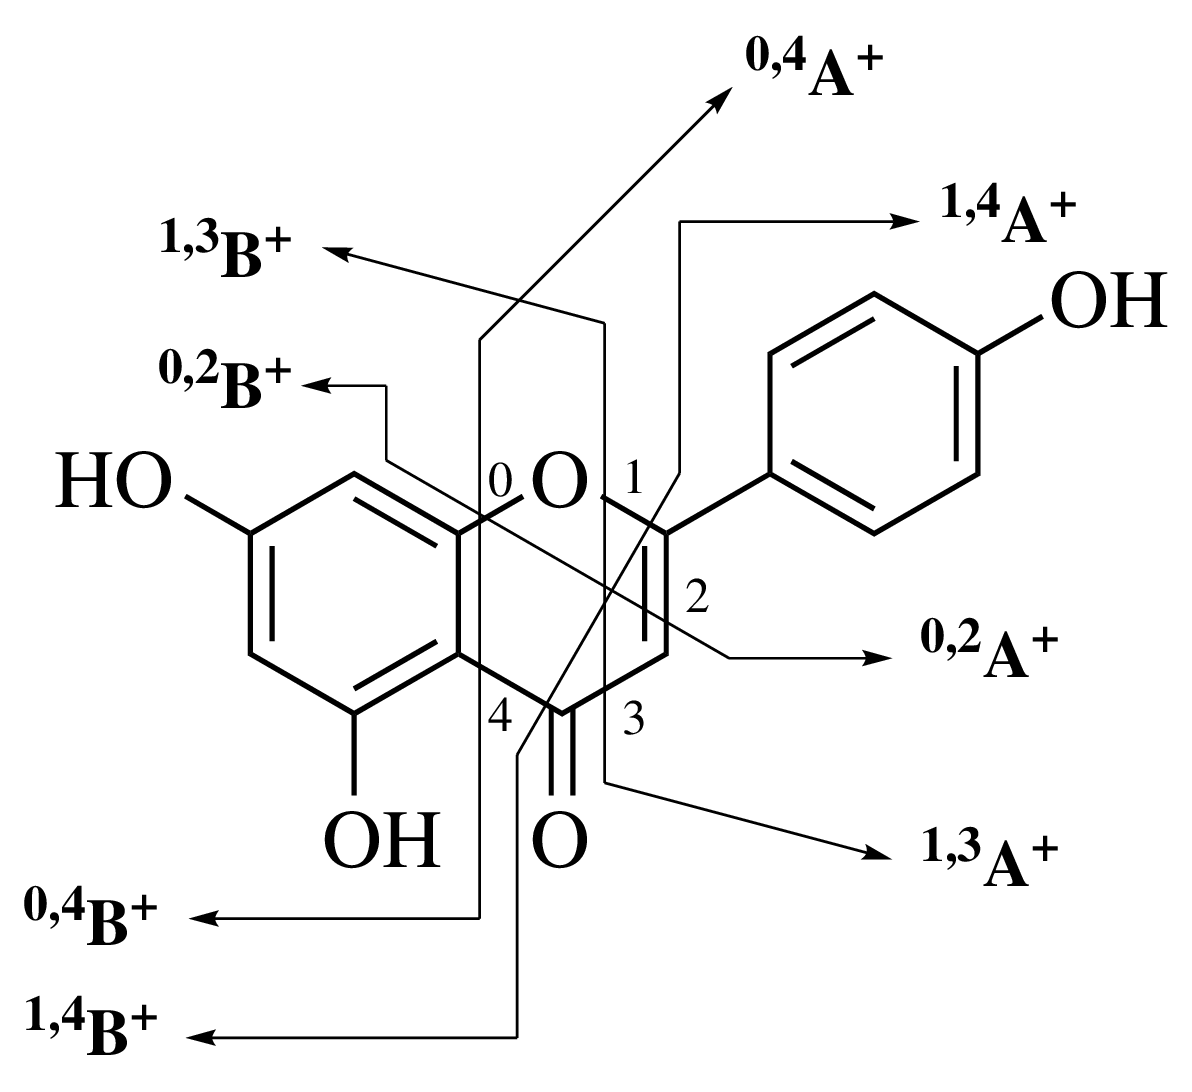 0,4A+
1,4A+
1,3B+
OH
0,2B+
HO
0
O
1
2
0,2A+
4
3
OH
O
1,3A+
0,4B+
1,4B+